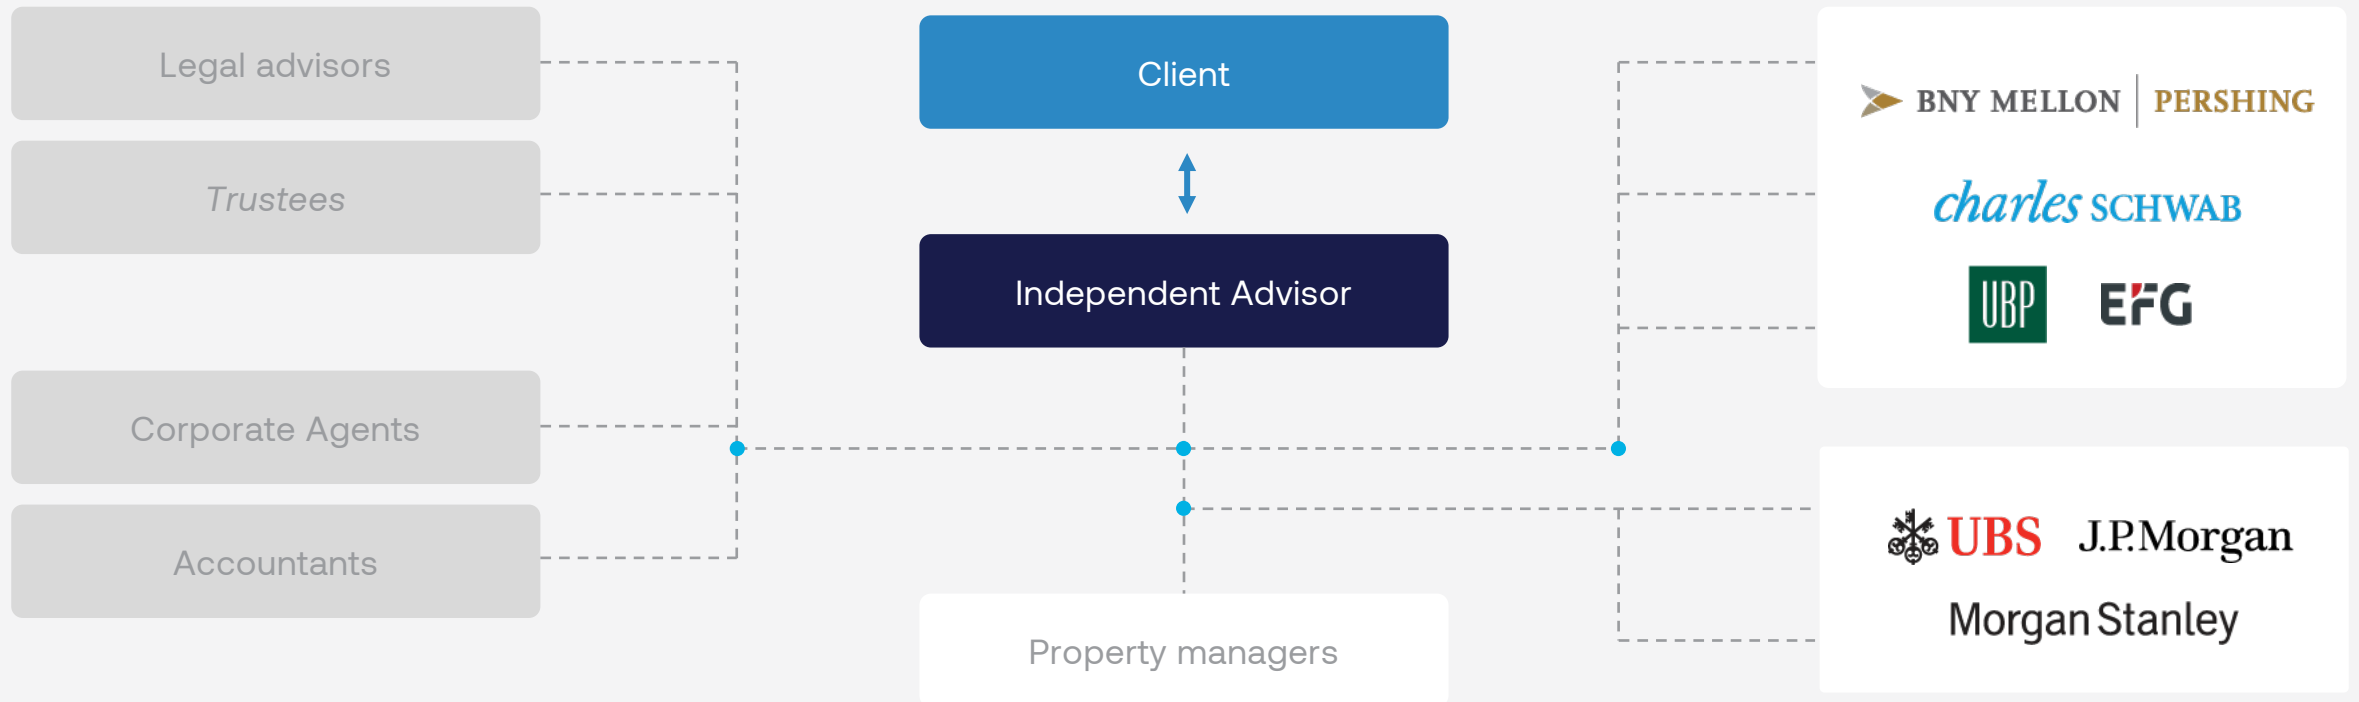 Legal advisors
Trustees
Corporate Agents
Accountants
Client
Independent Advisor
Property managers
BNY MELLON | PERSHING
charles SCHWAB
UBP EFG
UBS J.P.Morgan
Morgan Stanley